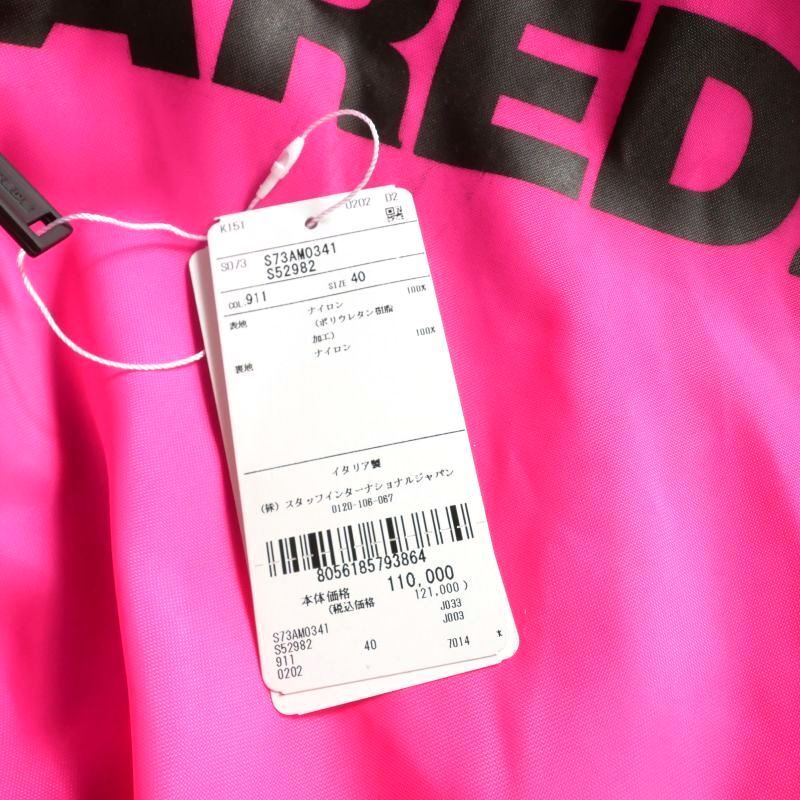 ARED
K151 0202 D2
S073 S73AM0341
S52982
COL. 911 SIZE 40
表地 ナイロン 100%
(ポリウレタン樹脂
加工)
裏地 ナイロン 100%
イタリア製
(株) スタッフインターナショナルジャパン
0120-106-067
8056185793864
本体価格 110,000
(税込価格 121,000)
S73AM0341 J033
S52982 J003
911 40 7014 *
0202